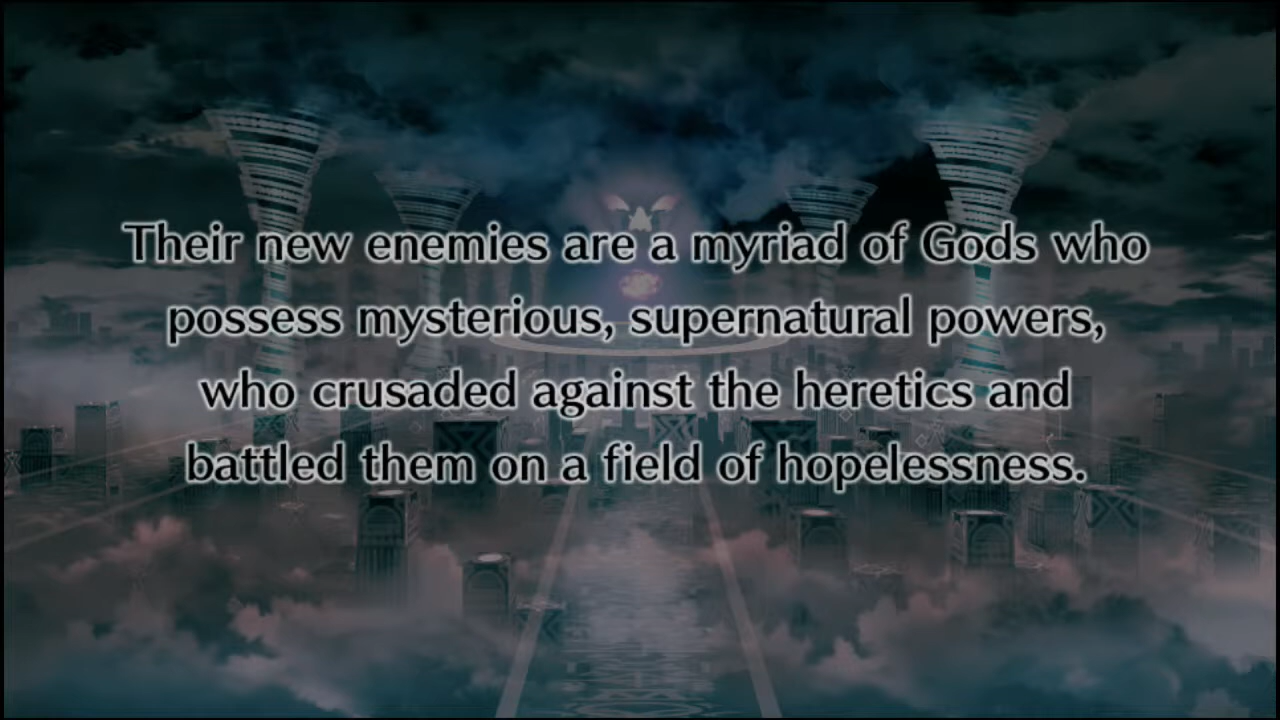 Their new enemies are a myriad of Gods who
possess mysterious, supernatural powers,
who crusaded against the heretics and
battled them on a field of hopelessness.